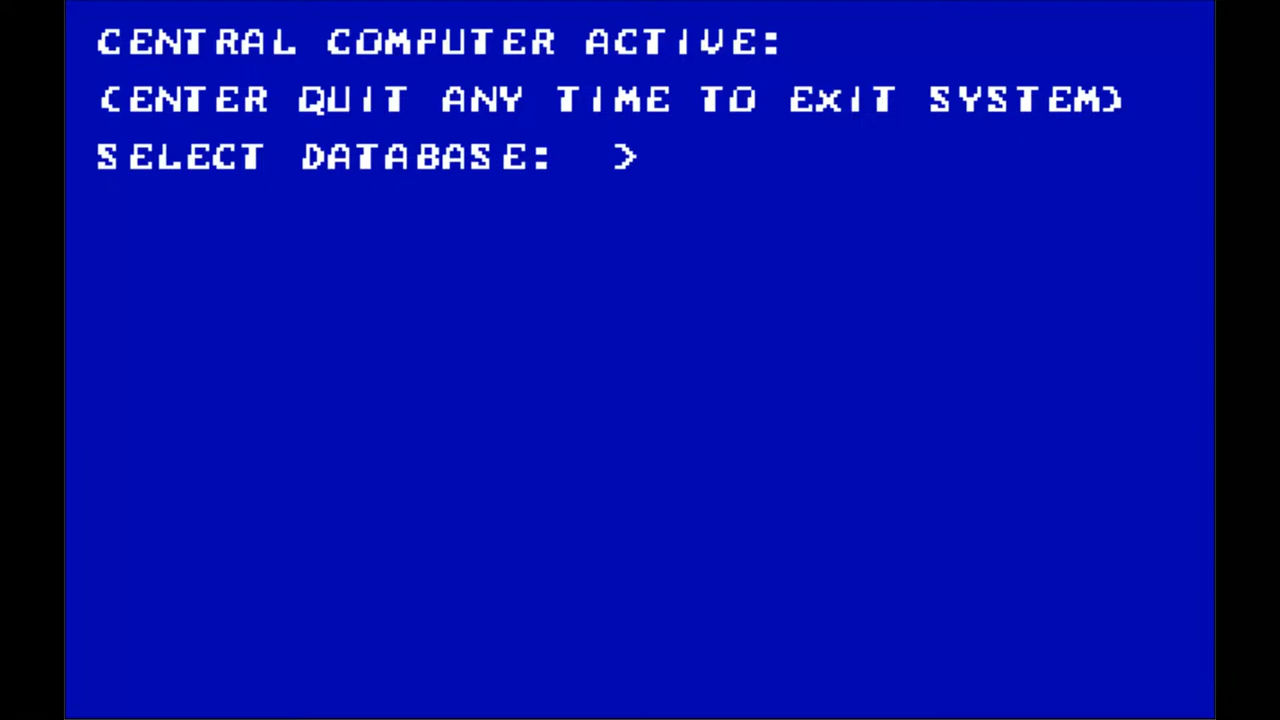 CENTRAL COMPUTER ACTIVE:
(ENTER QUIT ANY TIME TO EXIT SYSTEM)
SELECT DATABASE: >